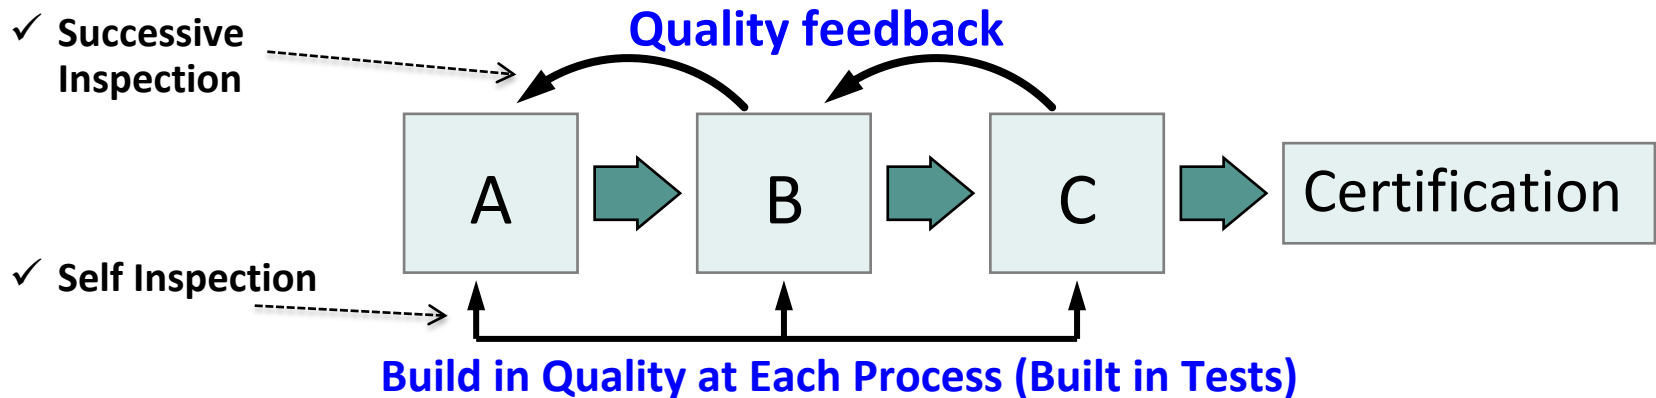 ✓ Successive
Inspection
Quality feedback
A
B
C
Certification
✓ Self Inspection
Build in Quality at Each Process (Built in Tests)